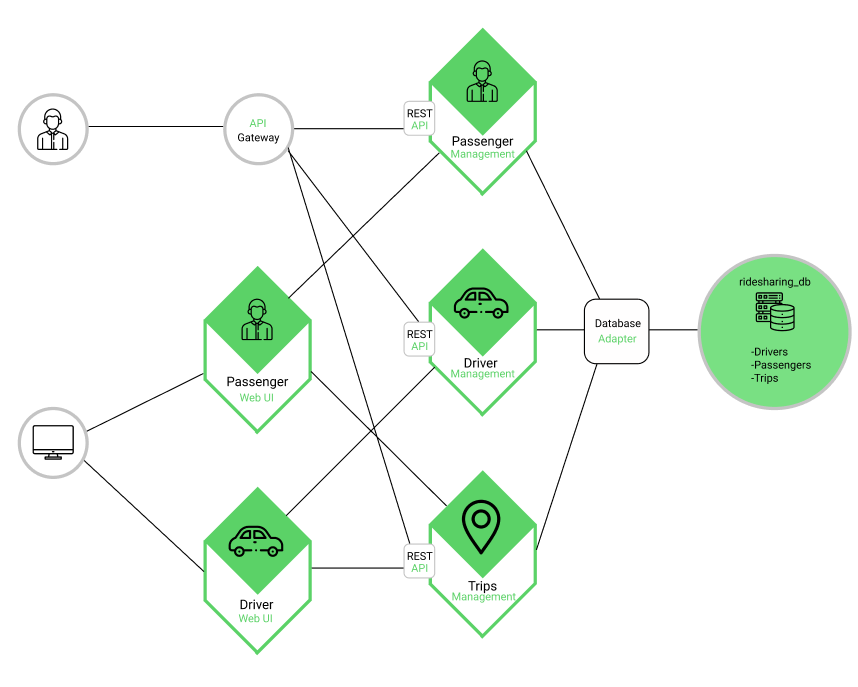 REST
API
Passenger
Management
API
Gateway
ridesharing_db
-Drivers
-Passengers
-Trips
Database
Adapter
REST
API
Driver
Management
Passenger
Web UI
REST
API
Trips
Management
Driver
Web UI